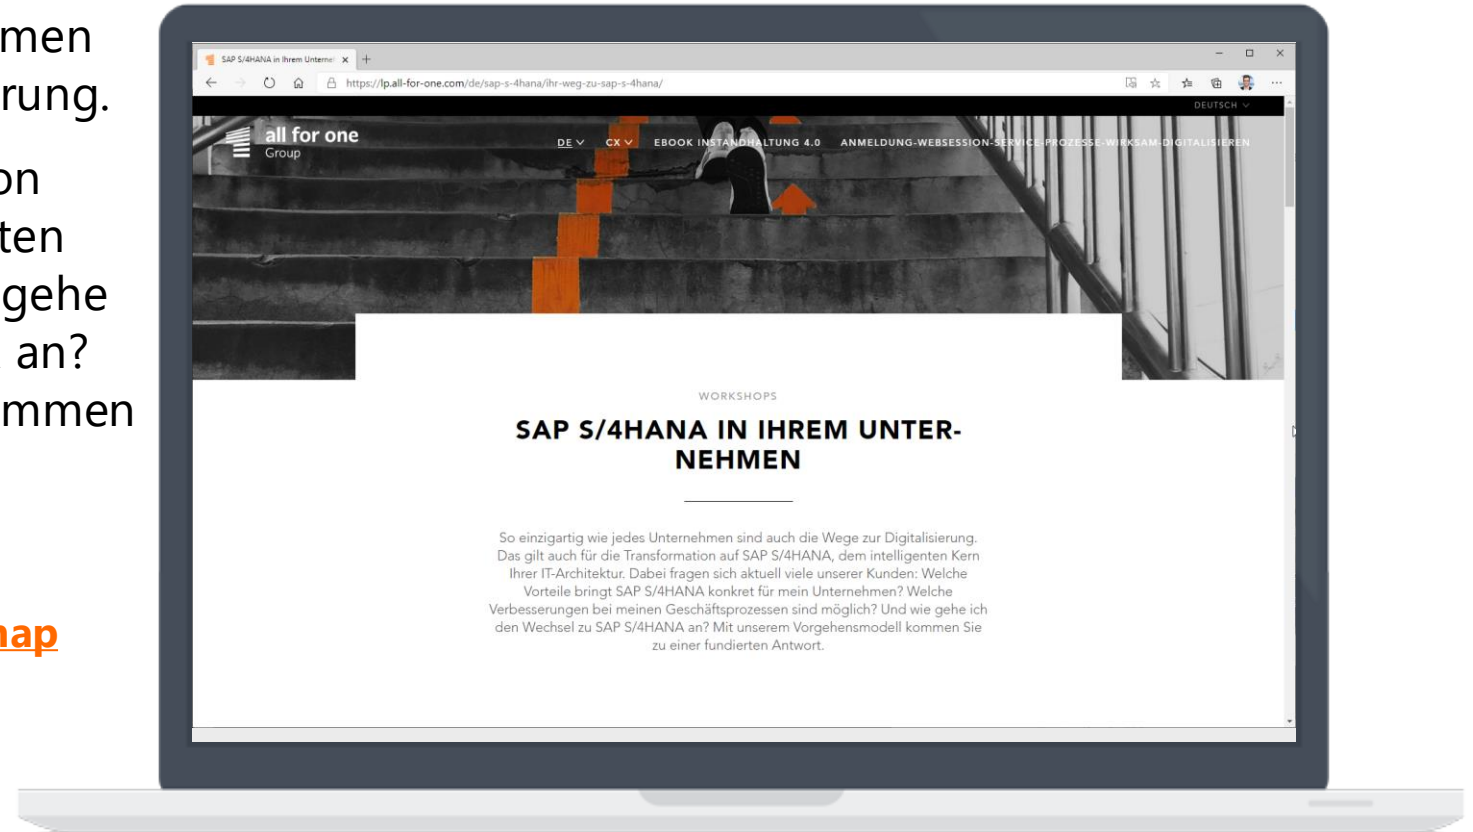 men
rung.
on
ten
gehe
an?
mmen
map
SAP S/4HANA in Ihrem Unterne
https://lp.all-for-one.com/de/sap-s-4hana/ihr-weg-zu-sap-s-4hana/
DEUTSCH
all for one
Group
DE CX EBOOK INSTANDHALTUNG 4.0 ANMELDUNG-WEBSESSION-SERVICE-PROZESSE-WIRKSAM-DIGITALISIEREN
WORKSHOPS
SAP S/4HANA IN IHREM UNTER-
NEHMEN
So einzigartig wie jedes Unternehmen sind auch die Wege zur Digitalisierung.
Das gilt auch für die Transformation auf SAP S/4HANA, dem intelligenten Kern
Ihrer IT-Architektur. Dabei fragen sich aktuell viele unserer Kunden: Welche
Vorteile bringt SAP S/4HANA konkret für mein Unternehmen? Welche
Verbesserungen bei meinen Geschäftsprozessen sind möglich? Und wie gehe ich
den Wechsel zu SAP S/4HANA an? Mit unserem Vorgehensmodell kommen Sie
zu einer fundierten Antwort.